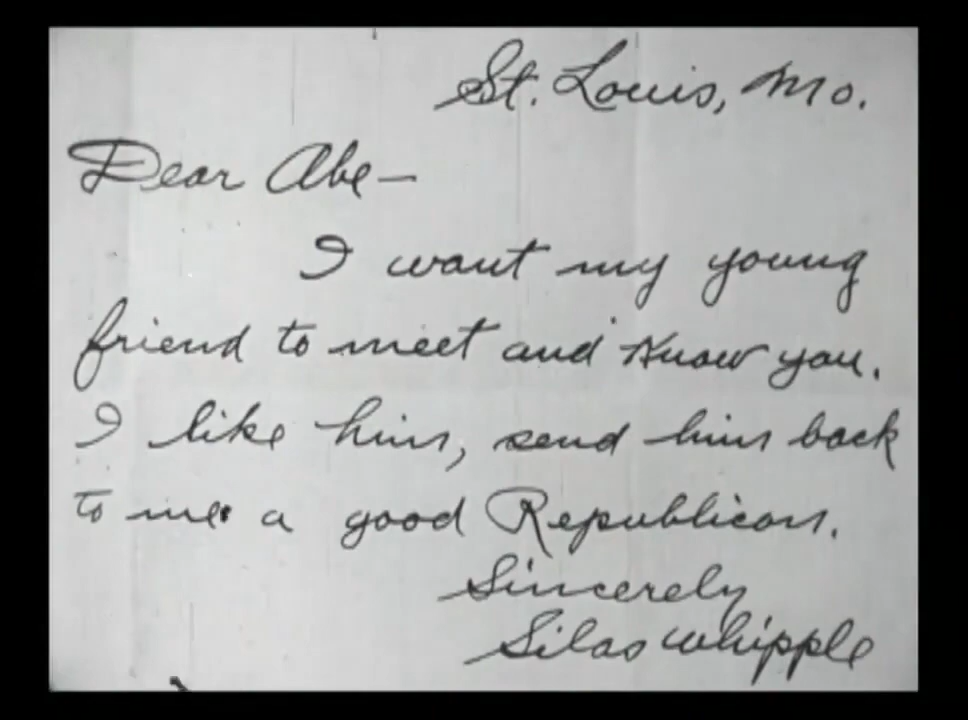 St. Louis, Mo.
Dear Abe—
I want my young
friend to meet and know you.
I like him, send him back
to me a good Republican.
Sincerely
Silas Whipple